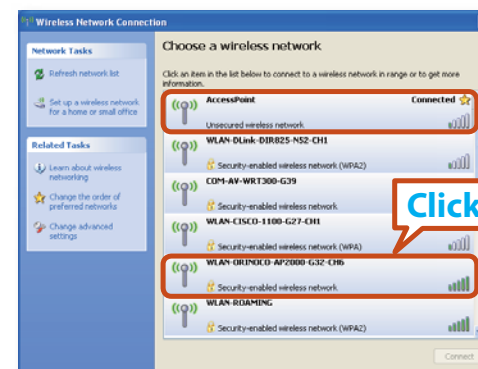 Wireless Network Connection
Network Tasks
Refresh network list
Set up a wireless network
for a home or small office
Related Tasks
Learn about wireless
networking
Change the order of
preferred networks
Change advanced
settings
Choose a wireless network
Click an item in the list below to connect to a wireless network in range or to get more
information.
AccessPoint Connected
Unsecured wireless network
WLAN-DLink-DIR825-N52-CH1
Security-enabled wireless network (WPA2)
COM-AV-WRT300-G39
Security-enabled wireless network
Click
WLAN-CISCO-1100-G27-CH1
Security-enabled wireless network (WPA)
WLAN-ORINOCO-AP2000-G32-CH6
Security-enabled wireless network
WLAN-ROAMING
Security-enabled wireless network (WPA2)
Connect